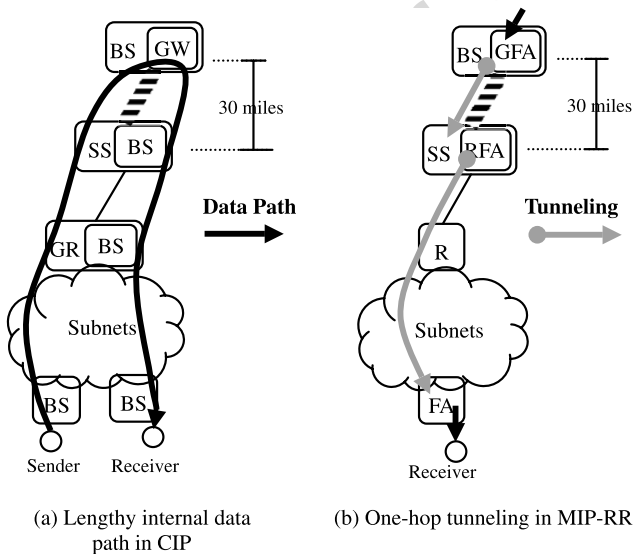 BS GW
30 miles
SS BS
Data Path
GR BS
Subnets
BS BS
Sender Receiver
(a) Lengthy internal data
path in CIP
BS GFA
30 miles
SS RFA
Tunneling
R
Subnets
FA
Receiver
(b) One-hop tunneling in MIP-RR